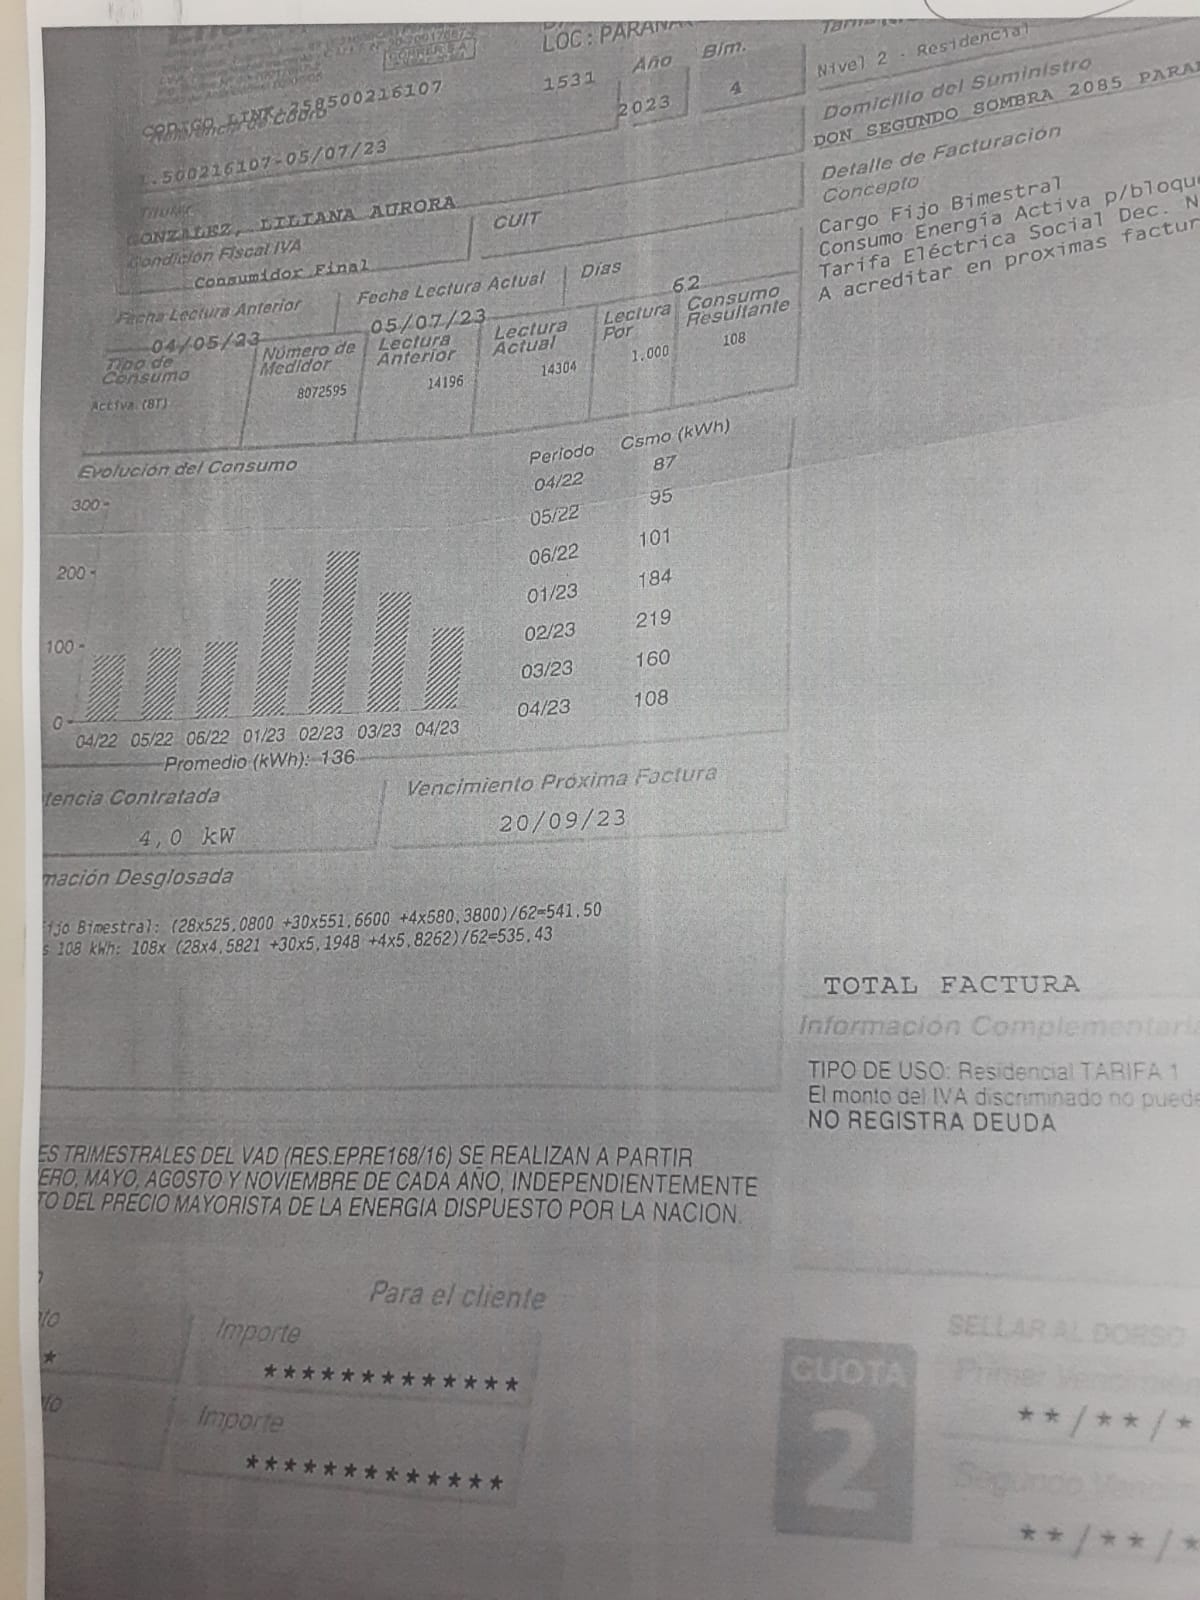 LOC: PARANA
CODIGO LINK: 258500216107
1531
Año
2023
Bim.
4
Nivel 2 - Residencial
Domicilio del Suministro
DON SEGUNDO SOMBRA 2085 PARA
Detalle de Facturación
Concepto
Cargo Fijo Bimestral
Consumo Energía Activa p/bloqu
Tarifa Eléctrica Social Dec. N
A acreditar en proximas factur
1.500216107-05/07/23
Titular
GONZALEZ, LILIANA AURORA
Condición Fiscal IVA
Consumidor Final
CUIT
Fecha Lectura Anterior
04/05/23
Fecha Lectura Actual
05/07/23
Días
62
Tipo de Consumo
Número de Medidor
Lectura Anterior
Lectura Actual
Lectura Por
Consumo Resultante
Activa (BT)
8072595
14196
14304
1.000
108
Evolución del Consumo
Periodo Csmo (kWh)
04/22 87
05/22 95
06/22 101
01/23 184
02/23 219
03/23 160
04/23 108
300
200
100
0
04/22 05/22 06/22 01/23 02/23 03/23 04/23
Promedio (kWh): 136
tencia Contratada
4,0 kW
Vencimiento Próxima Factura
20/09/23
mación Desglosada
ijo Bimestral: (28x525,0800 +30x551,6600 +4x580,3800)/62=541,50
s 108 kWh: 108x (28x4,5821 +30x5,1948 +4x5,8262)/62=535,43
TOTAL FACTURA
Información Complementari
TIPO DE USO: Residencial TARIFA 1
El monto del IVA discriminado no puede
NO REGISTRA DEUDA
ES TRIMESTRALES DEL VAD (RES.EPRE168/16) SE REALIZAN A PARTIR
ERO, MAYO, AGOSTO Y NOVIEMBRE DE CADA AÑO, INDEPENDIENTEMENTE
TO DEL PRECIO MAYORISTA DE LA ENERGIA DISPUESTO POR LA NACION.
Para el cliente
nto
*
Importe
*************
nto
Importe
*************
CUOTA
2
SELLAR AL DORSO
Primer Vencimien
**/**/*
Segundo Venci
**/**/*